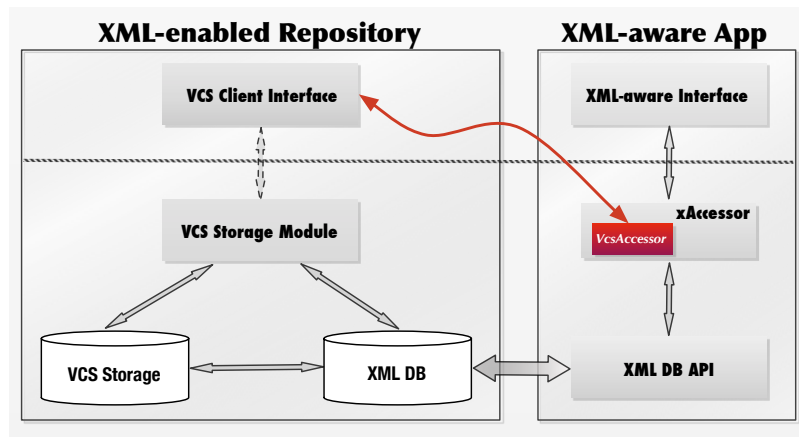 XML-enabled Repository
XML-aware App
VCS Client Interface
XML-aware Interface
VCS Storage Module
xAccessor
VcsAccessor
VCS Storage
XML DB
XML DB API